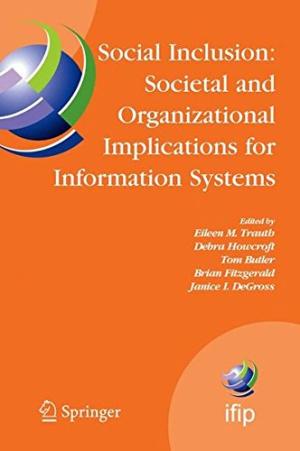 Social Inclusion:
Societal and
Organizational
Implications for
Information Systems
Edited by
Eileen M. Trauth
Debra Howcroft
Tom Butler
Brian Fitzgerald
Janice I. DeGross
Springer
ifip